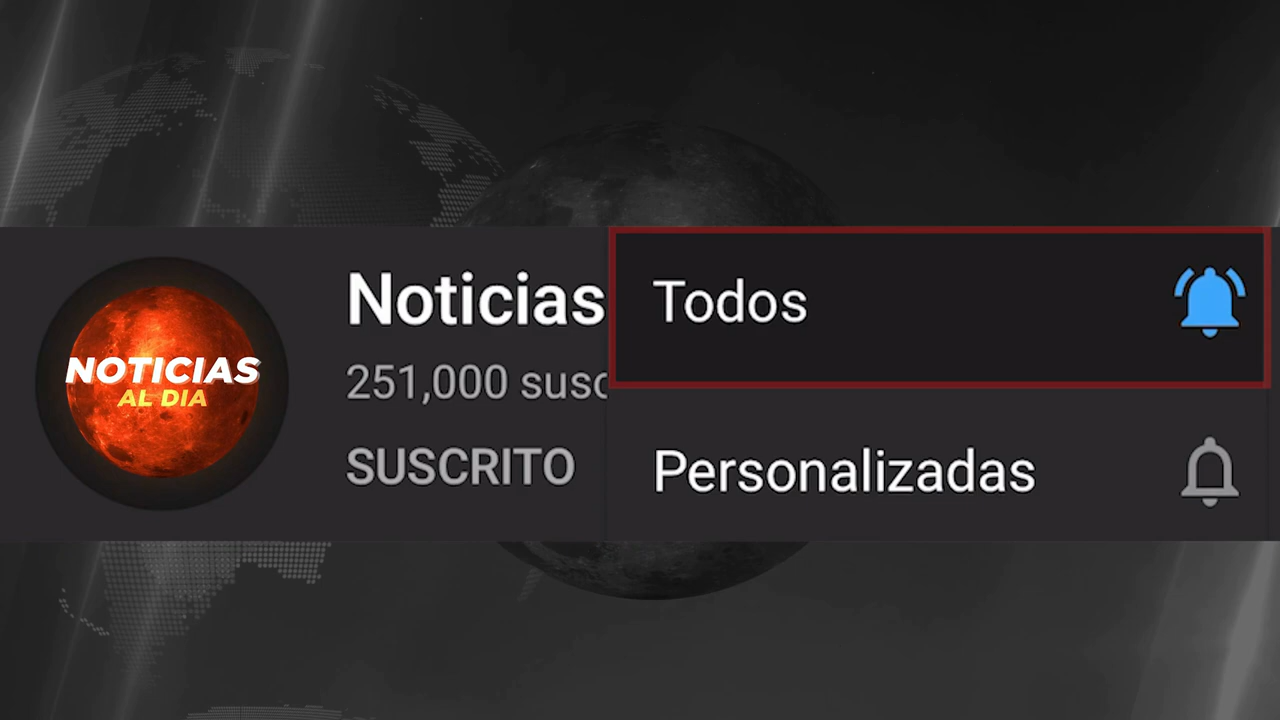 NOTICIAS
AL DIA
Noticias
251,000 susc
SUSCRITO
Todos
Personalizadas